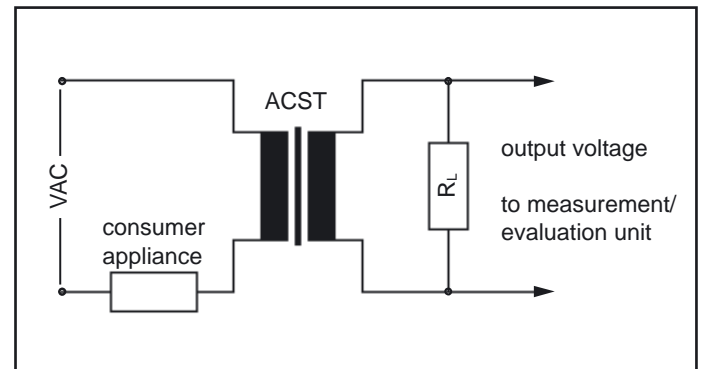 ACST
VAC
consumer
appliance
RL
output voltage
to measurement/
evaluation unit